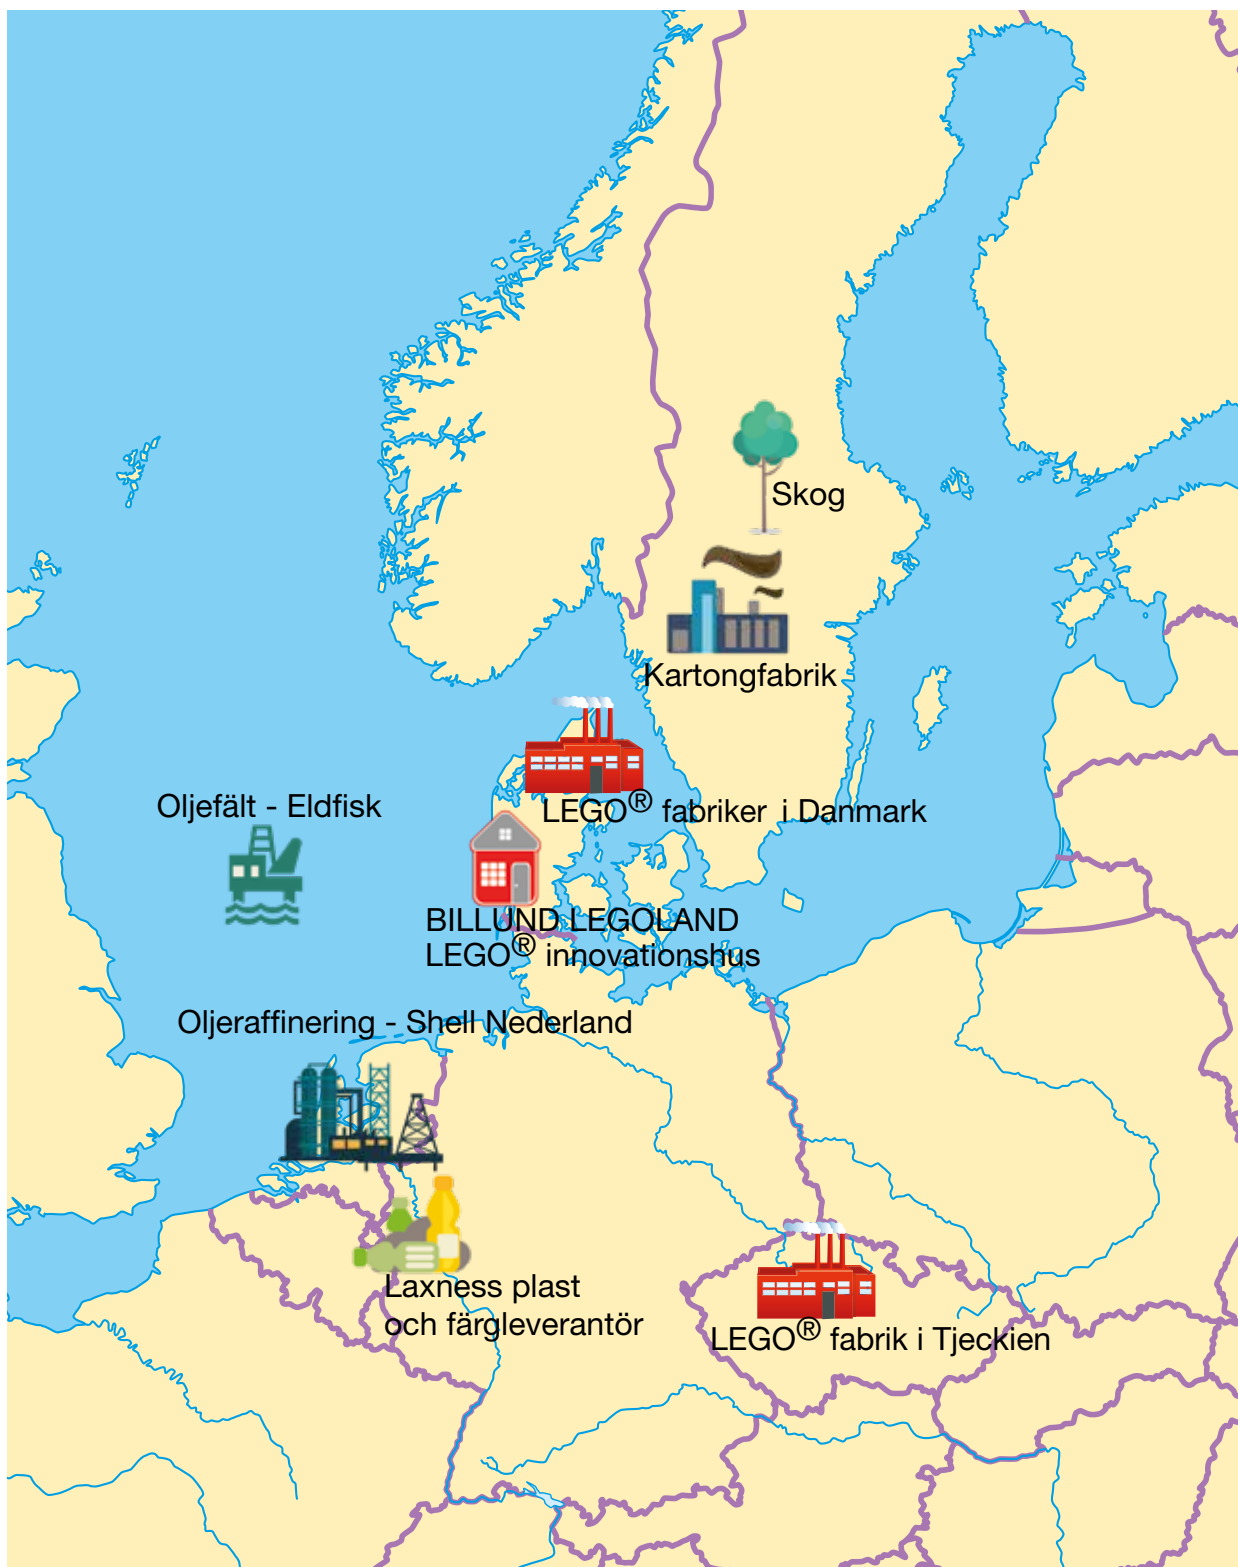 Skog
Kartongfabrik
Oljefält - Eldfisk
LEGO® fabriker i Danmark
BILLUND LEGOLAND
LEGO® innovationshus
Oljeraffinering - Shell Nederland
Laxness plast
och färgleverantör
LEGO® fabrik i Tjeckien